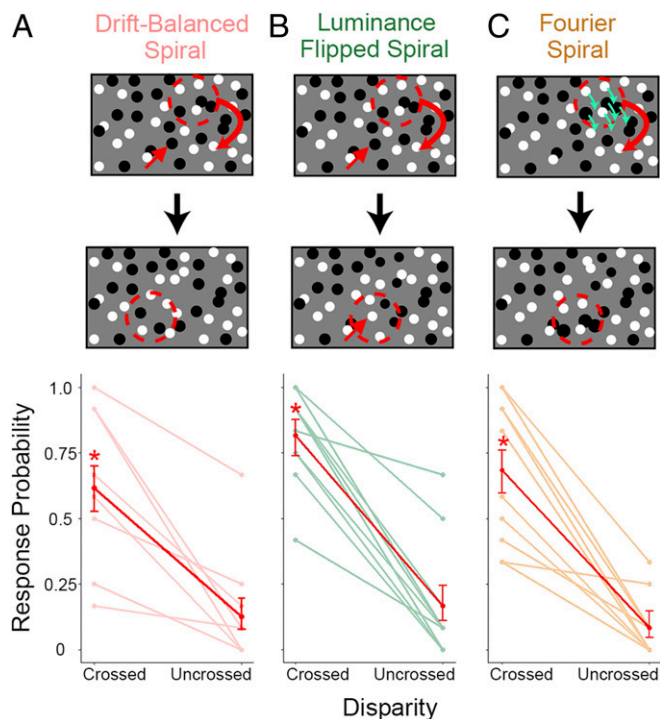 A
Drift-Balanced
Spiral
B
Luminance
Flipped Spiral
C
Fourier
Spiral
Response Probability
1.0
0.75
0.5
0.25
0
*
*
*
Crossed Uncrossed
Crossed Uncrossed
Crossed Uncrossed
Disparity